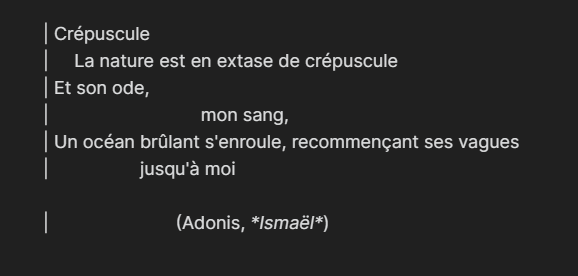 | Crépuscule
| La nature est en extase de crépuscule
| Et son ode,
| mon sang,
| Un océan brûlant s'enroule, recommençant ses vagues
| jusqu'à moi
| (Adonis, *Ismaël*)